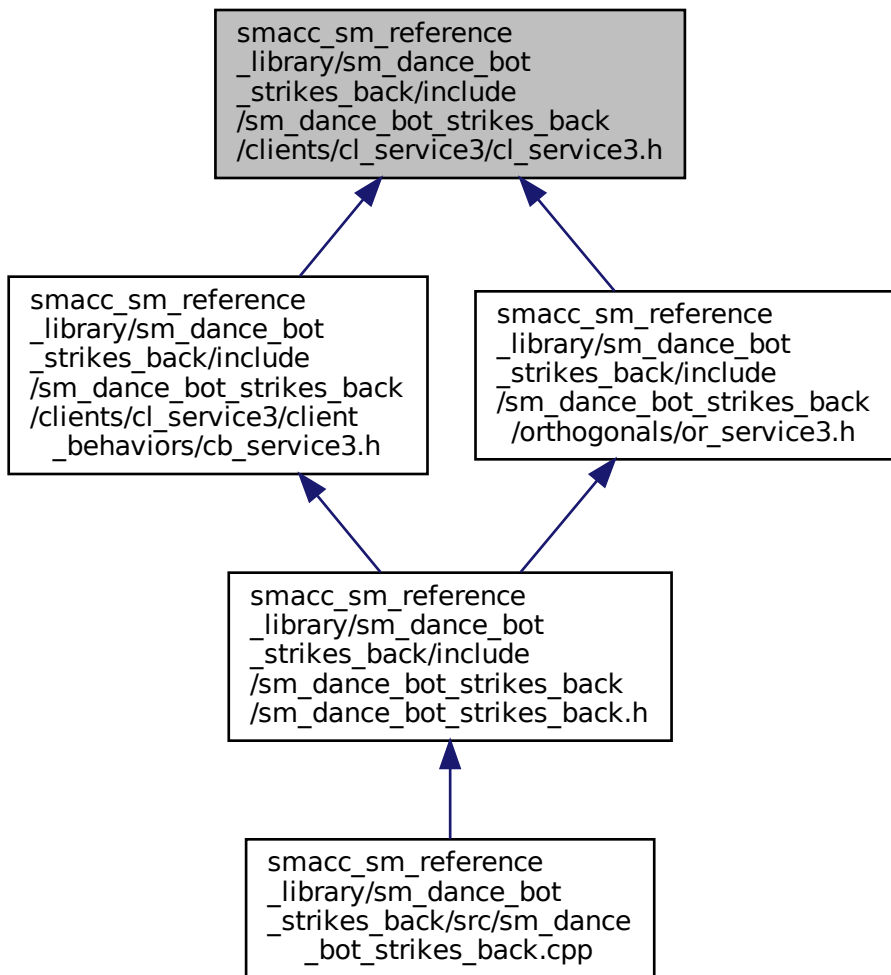 smacc_sm_reference
_library/sm_dance_bot
_strikes_back/include
/sm_dance_bot_strikes_back
/clients/cl_service3/cl_service3.h
smacc_sm_reference
_library/sm_dance_bot
_strikes_back/include
/sm_dance_bot_strikes_back
/clients/cl_service3/client
_behaviors/cb_service3.h
smacc_sm_reference
_library/sm_dance_bot
_strikes_back/include
/sm_dance_bot_strikes_back
/orthogonals/or_service3.h
smacc_sm_reference
_library/sm_dance_bot
_strikes_back/include
/sm_dance_bot_strikes_back
/sm_dance_bot_strikes_back.h
smacc_sm_reference
_library/sm_dance_bot
_strikes_back/src/sm_dance
_bot_strikes_back.cpp